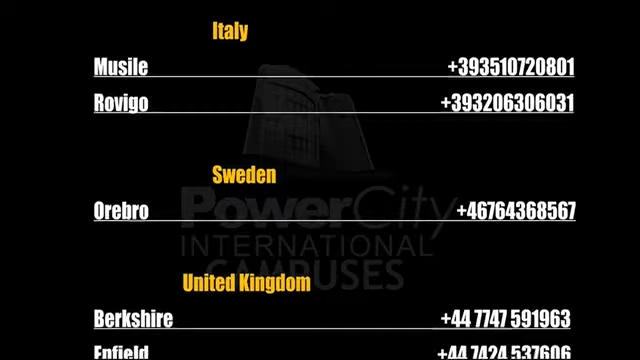 Italy
Musile +393510720801
Rovigo +393206306031
Sweden
PowerCity
Orebro +46764368567
INTERNATIONAL
CAMPUSES
United Kingdom
Berkshire +44 7747 591963
Enfield +44 7424 537606